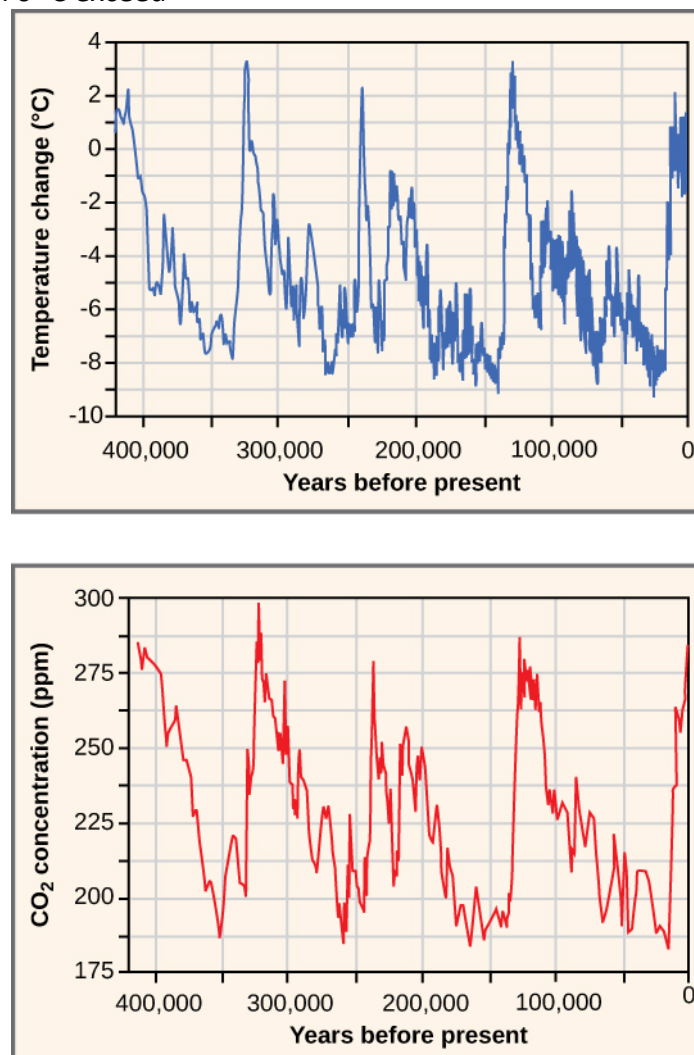 4
2
0
-2
-4
-6
-8
-10
Temperature change (°C)
400,000 300,000 200,000 100,000 0
Years before present
300
275
250
225
200
175
CO₂ concentration (ppm)
400,000 300,000 200,000 100,000 0
Years before present